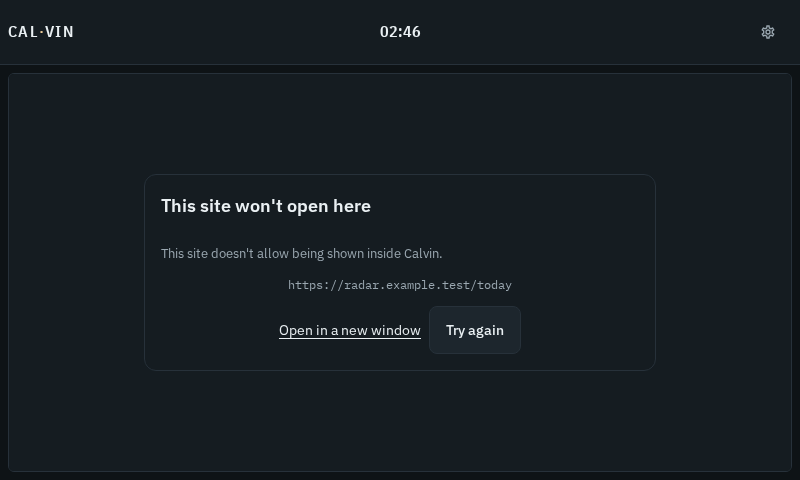 CAL·VIN
02:46
This site won't open here
This site doesn't allow being shown inside Calvin.
https://radar.example.test/today
Open in a new window
Try again